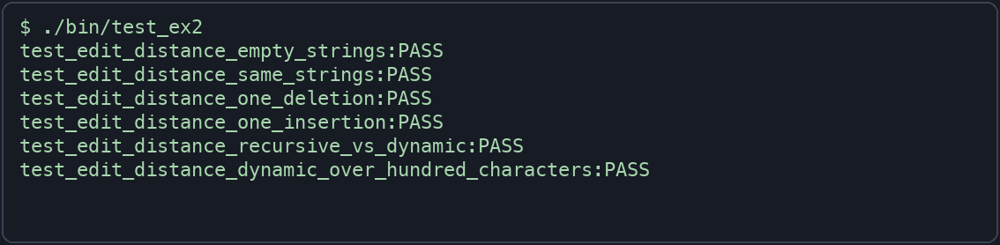 $ ./bin/test_ex2
test_edit_distance_empty_strings:PASS
test_edit_distance_same_strings:PASS
test_edit_distance_one_deletion:PASS
test_edit_distance_one_insertion:PASS
test_edit_distance_recursive_vs_dynamic:PASS
test_edit_distance_dynamic_over_hundred_characters:PASS